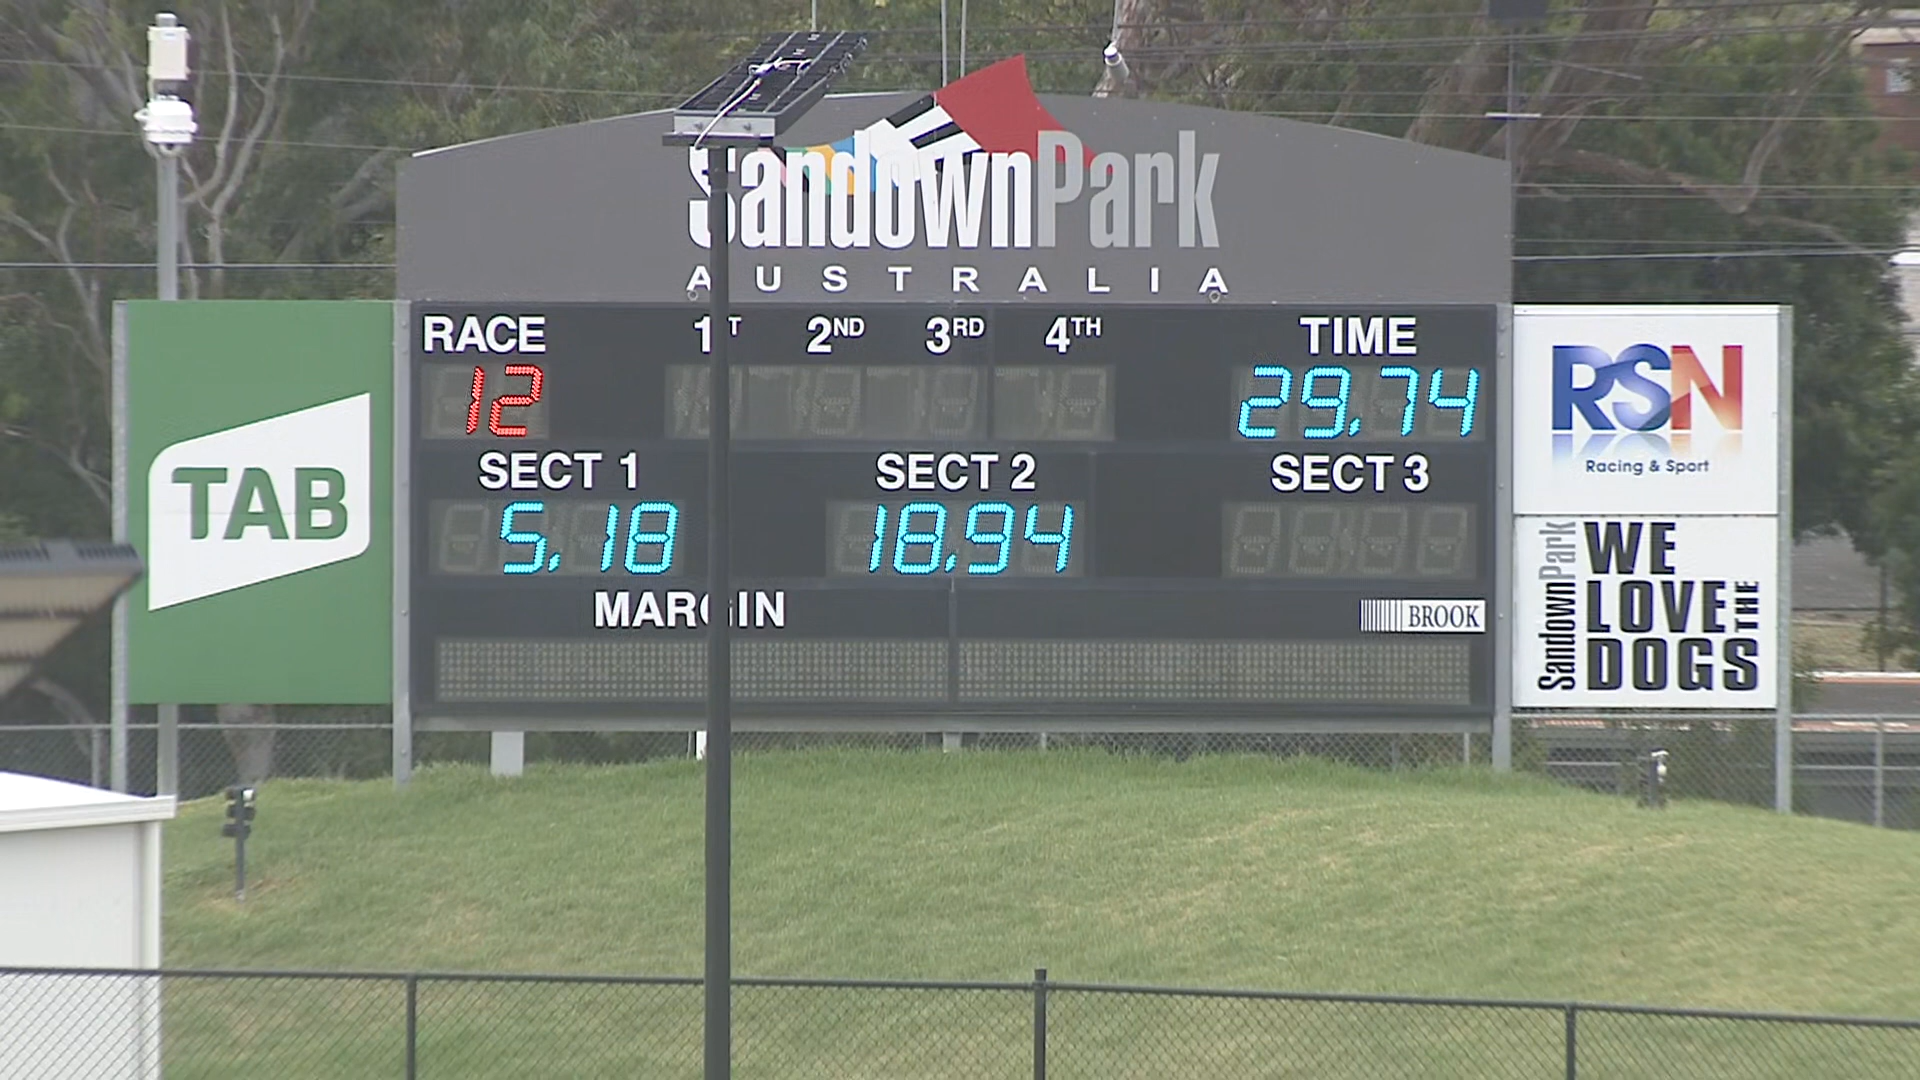 SandownPark
AUSTRALIA
RACE 1ST 2ND 3RD 4TH TIME
12 29.74
SECT 1 SECT 2 SECT 3
5.18 18.94
MARGIN
BROOK
TAB
RSN
Racing & Sport
SandownPark
WE
LOVE THE
DOGS